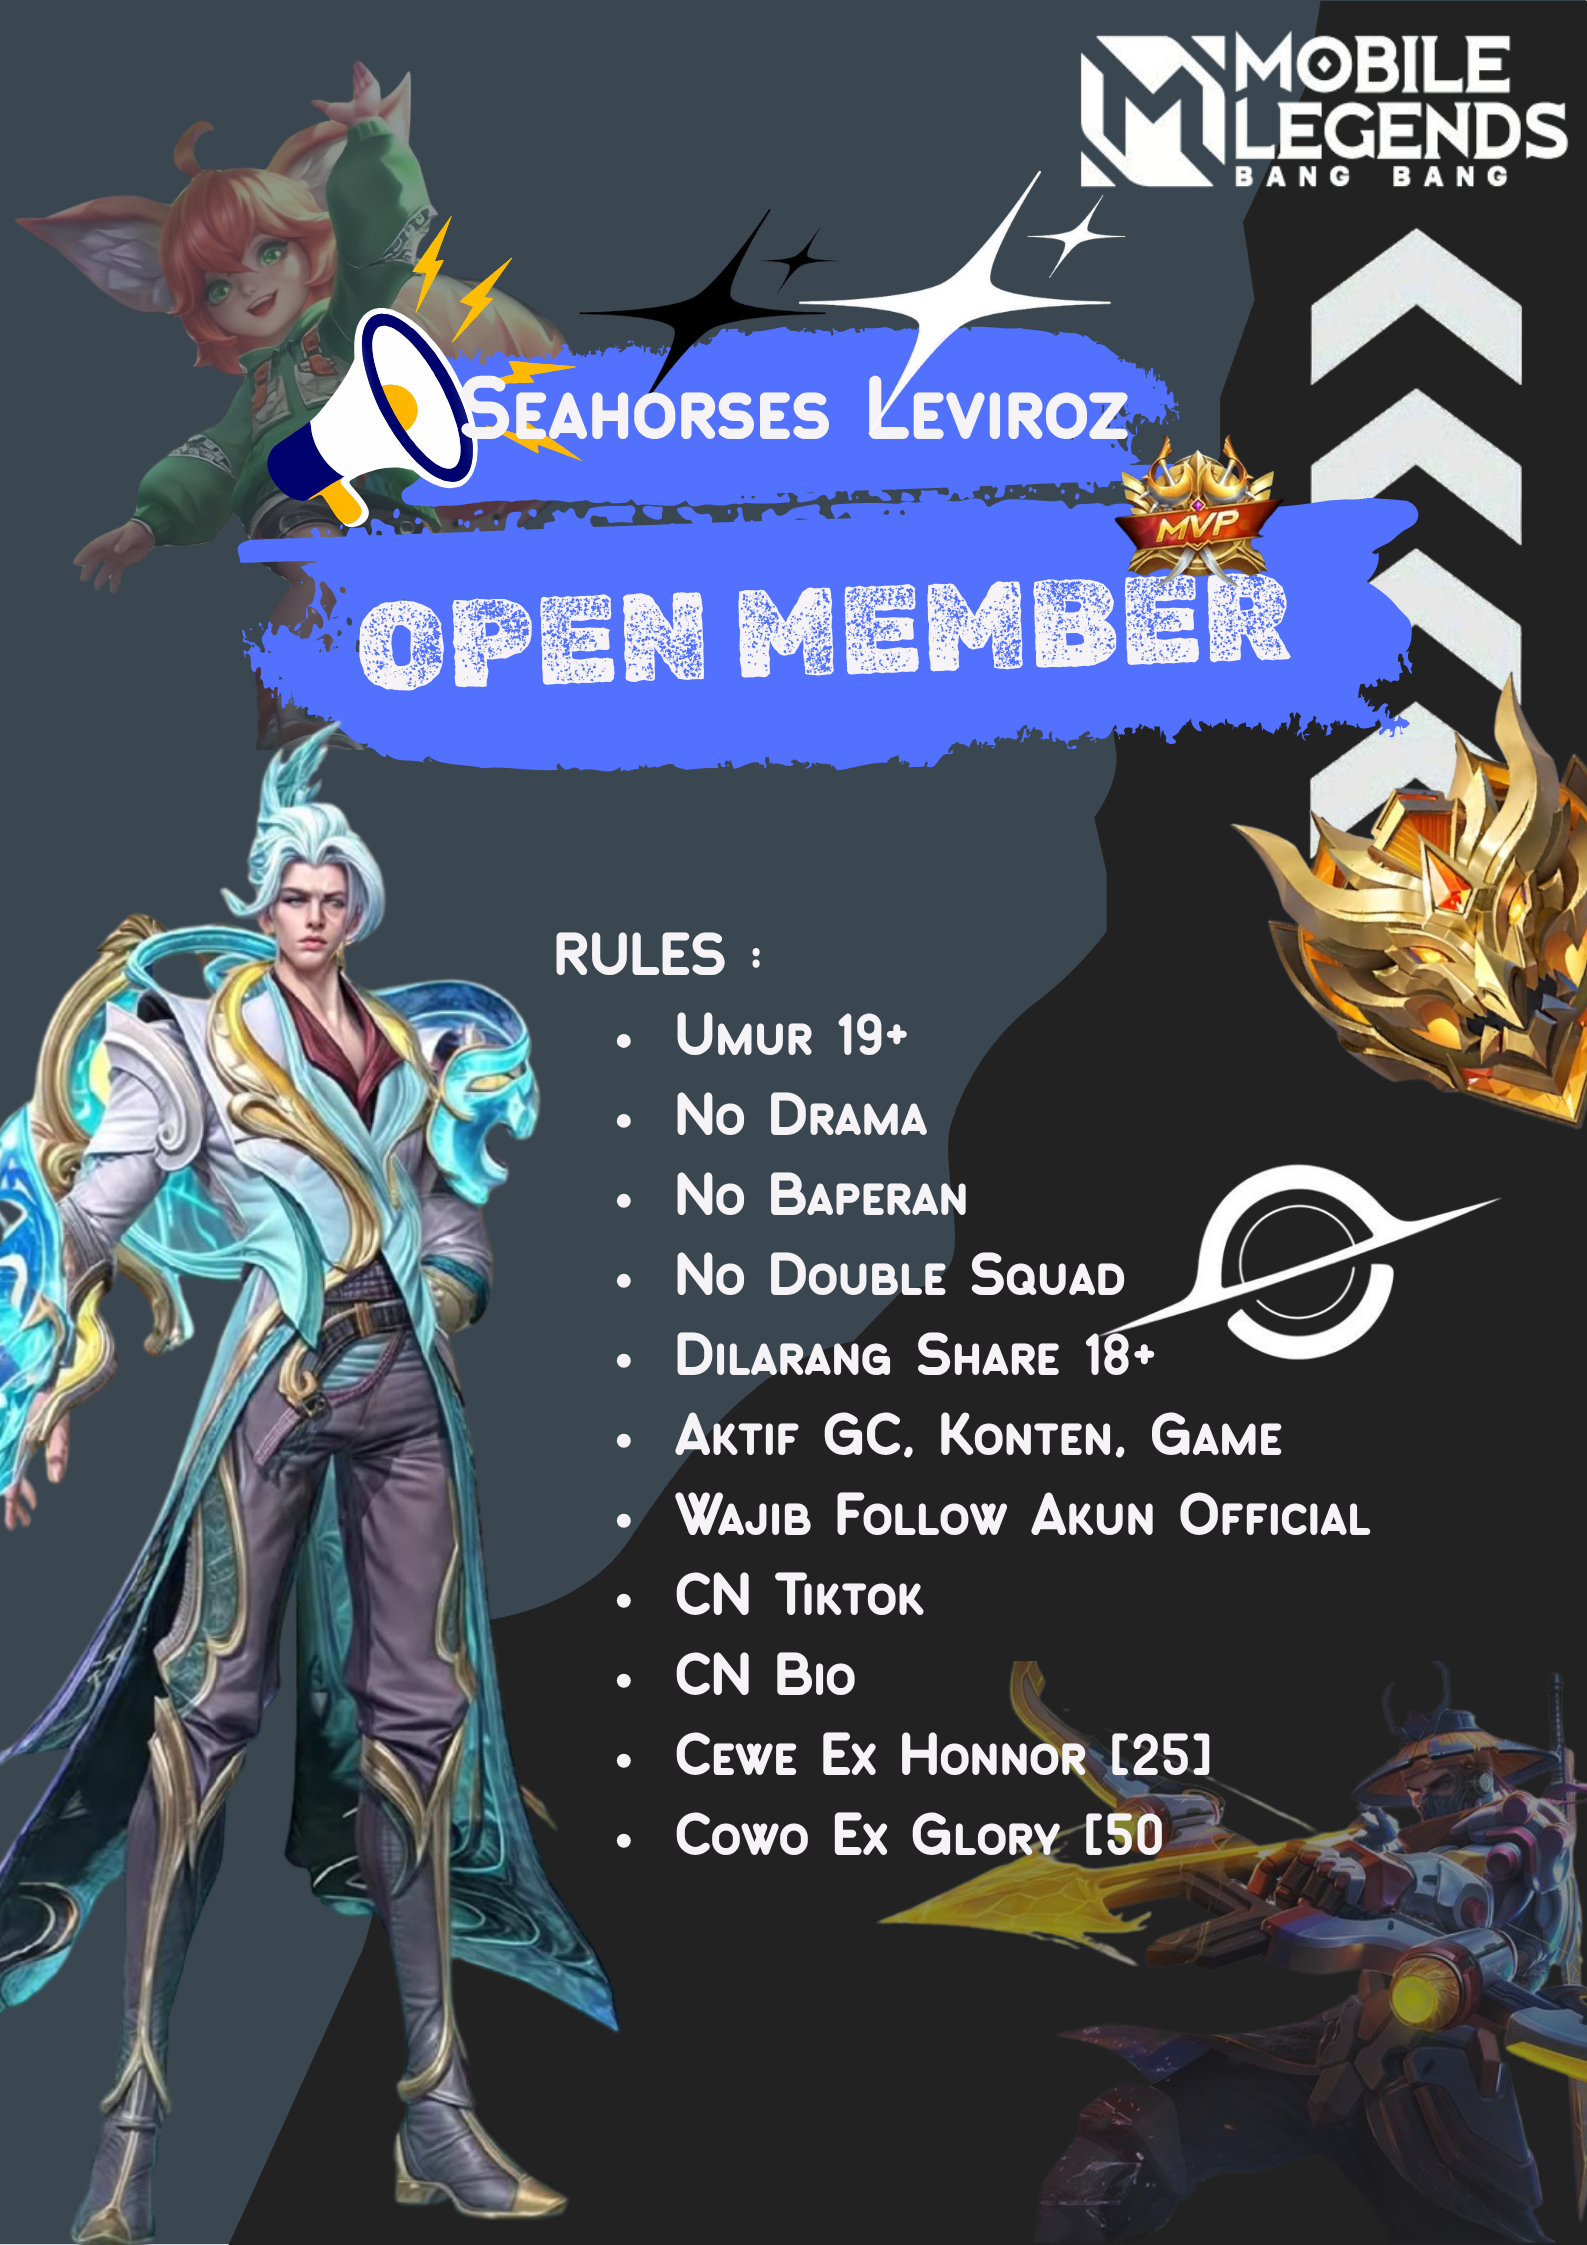 MOBILE
LEGENDS
BANG BANG
Seahorses Leviroz
MVP
OPEN MEMBER
RULES :
• Umur 19+
• No Drama
• No Baperan
• No Double Squad
• Dilarang Share 18+
• Aktif GC, Konten, Game
• Wajib Follow Akun Official
• CN Tiktok
• CN Bio
• Cewe Ex Honnor [25]
• Cowo Ex Glory [50